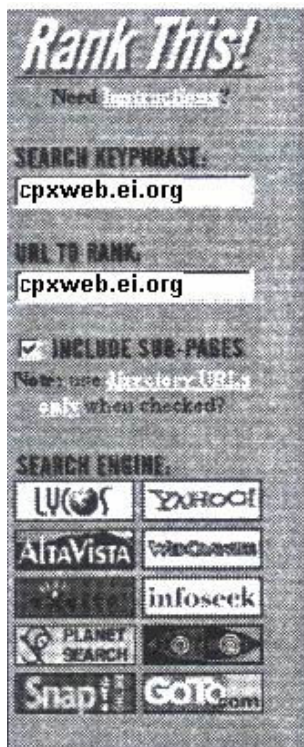 Rank This!
Need Instructions?
SEARCH KEYPHRASE:
cpxweb.ei.org
URL TO RANK:
cpxweb.ei.org
INCLUDE SUB-PAGES
Note: use directory URLs
only when checked?
SEARCH ENGINE:
LYCOS YAHOO!
ALTAVISTA WebCrawler
infoseek
PLANET
SEARCH
Snap! GOTO.com